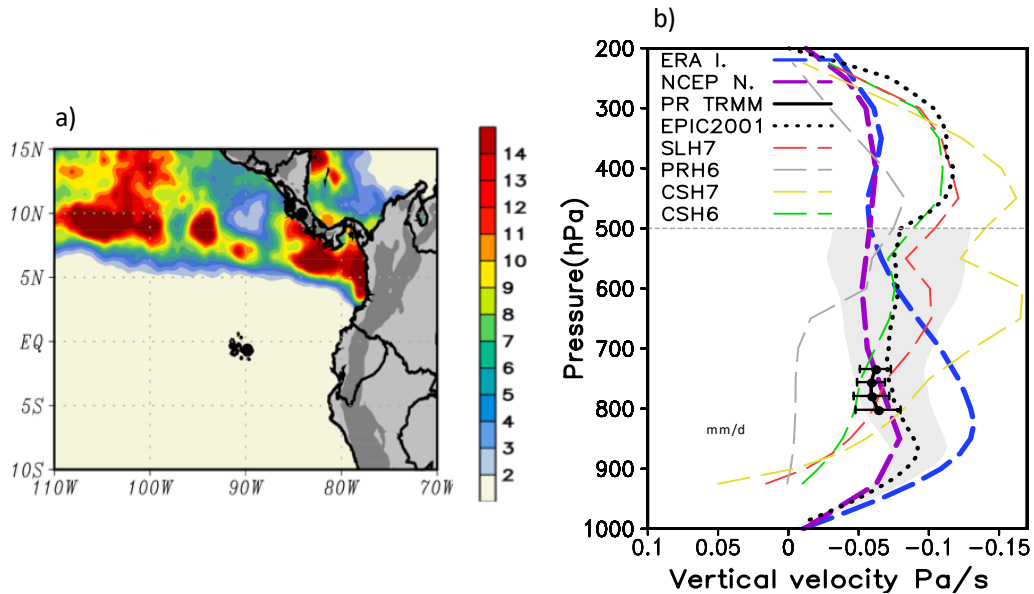 a)
15N
10N
5N
EQ
5S
10S
110W 100W 90W 80W 70W
14
13
12
11
10
9
8
7
6
5
4
3
2
b)
200
300
400
500
600
700
800
900
1000
Pressure(hPa)
ERA I.
NCEP N.
PR TRMM
EPIC2001
SLH7
PRH6
CSH7
CSH6
mm/d
0.1 0.05 0 -0.05 -0.1 -0.15
Vertical velocity Pa/s